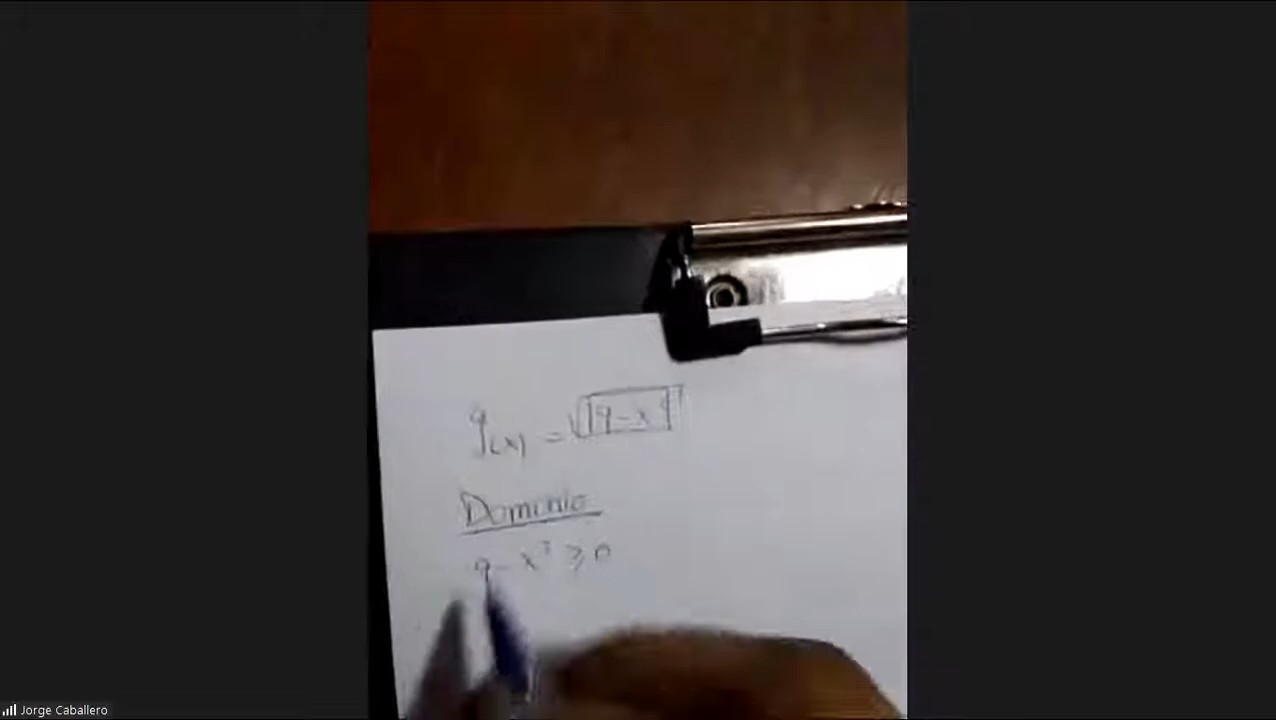 g(x) = √9-x²
Dominio
9-x² ≥ 0
Jorge Caballero